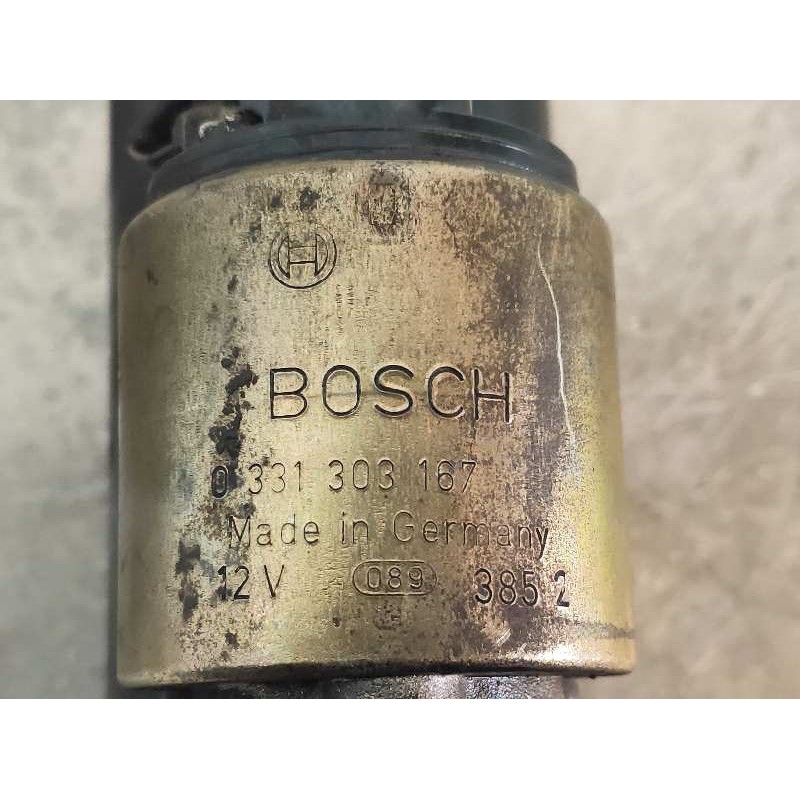 BOSCH
0 331 303 167
Made in Germany
12 V 089 385 2